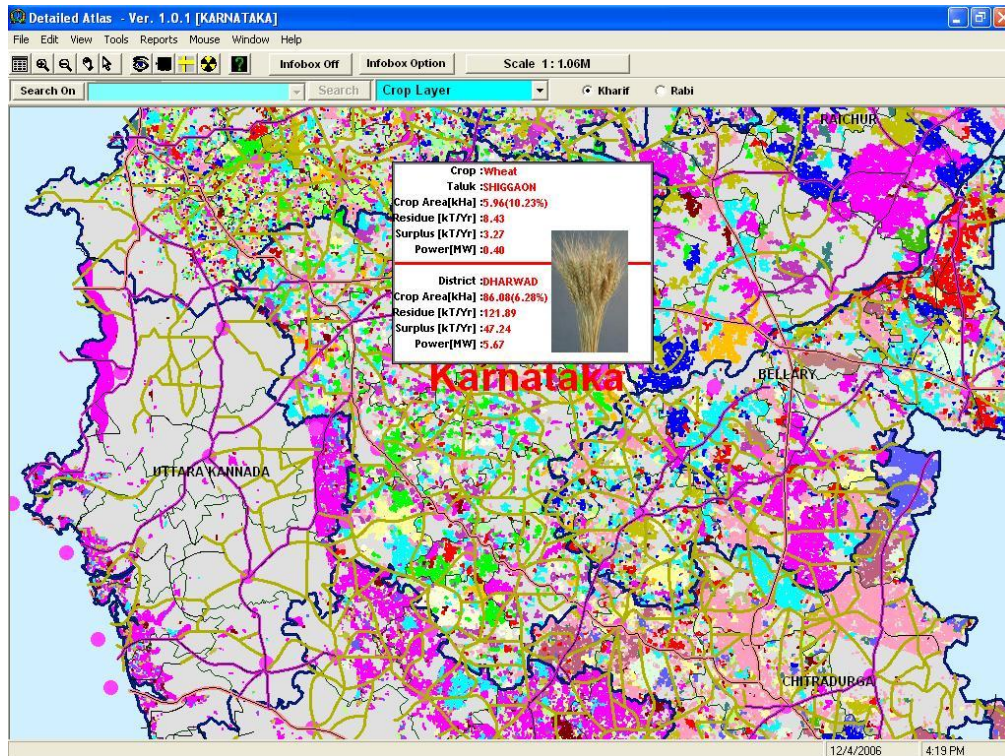 Detailed Atlas - Ver. 1.0.1 [KARNATAKA]
File Edit View Tools Reports Mouse Window Help
Infobox Off Infobox Option Scale 1 : 1.06M
Search On Search Crop Layer Kharif Rabi
RAICHUR
Crop :Wheat
Taluk :SHIGGAON
Crop Area[kHa] :5.96(10.23%)
Residue [kT/Yr] :8.43
Surplus [kT/Yr] :3.27
Power[MW] :0.40
District :DHARWAD
Crop Area[kHa] :86.08(6.28%)
Residue [kT/Yr] :121.89
Surplus [kT/Yr] :47.24
Power[MW] :5.67
Karnataka
BELLARY
UTTARA KANNADA
CHITRADURGA
12/4/2006 4:19 PM